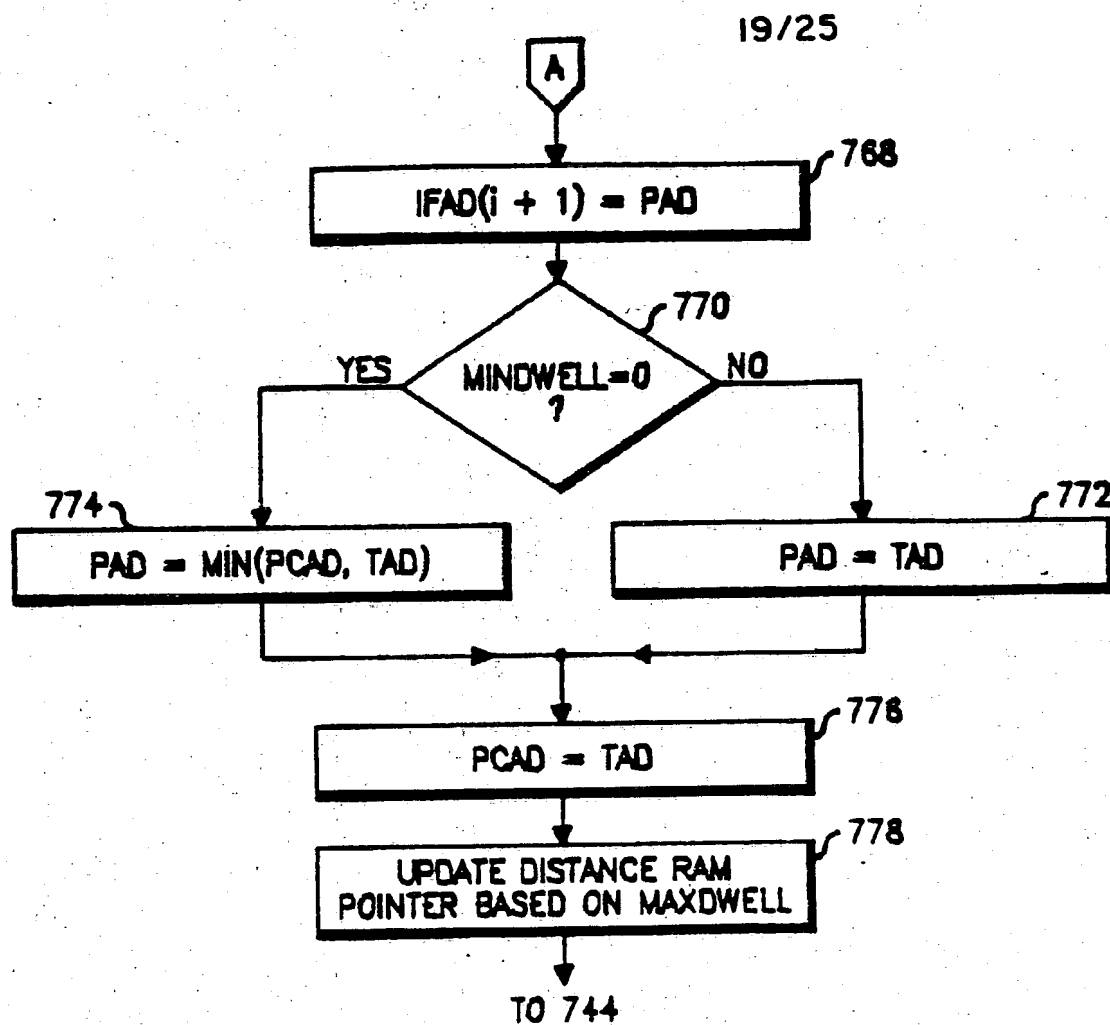 19/25
A
768
IFAD(i + 1) = PAD
770
YES
MINDWELL=0
?
NO
774
772
PAD = MIN(PCAD, TAD)
PAD = TAD
776
PCAD = TAD
778
UPDATE DISTANCE RAM
POINTER BASED ON MAXDWELL
TO 744